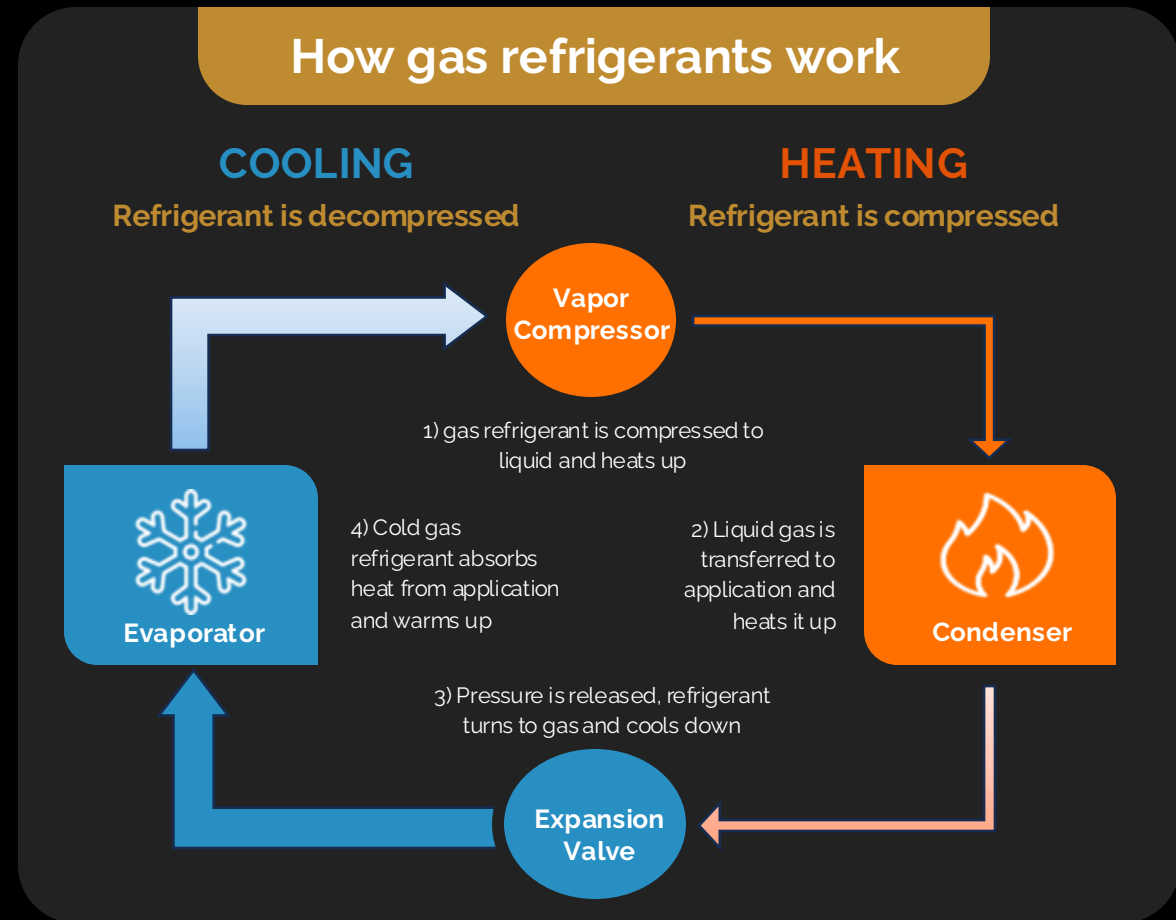 How gas refrigerants work
COOLING
Refrigerant is decompressed
HEATING
Refrigerant is compressed
Vapor
Compressor
1) gas refrigerant is compressed to
liquid and heats up
Evaporator
4) Cold gas
refrigerant absorbs
heat from application
and warms up
2) Liquid gas is
transferred to
application and
heats it up
Condenser
3) Pressure is released, refrigerant
turns to gas and cools down
Expansion
Valve